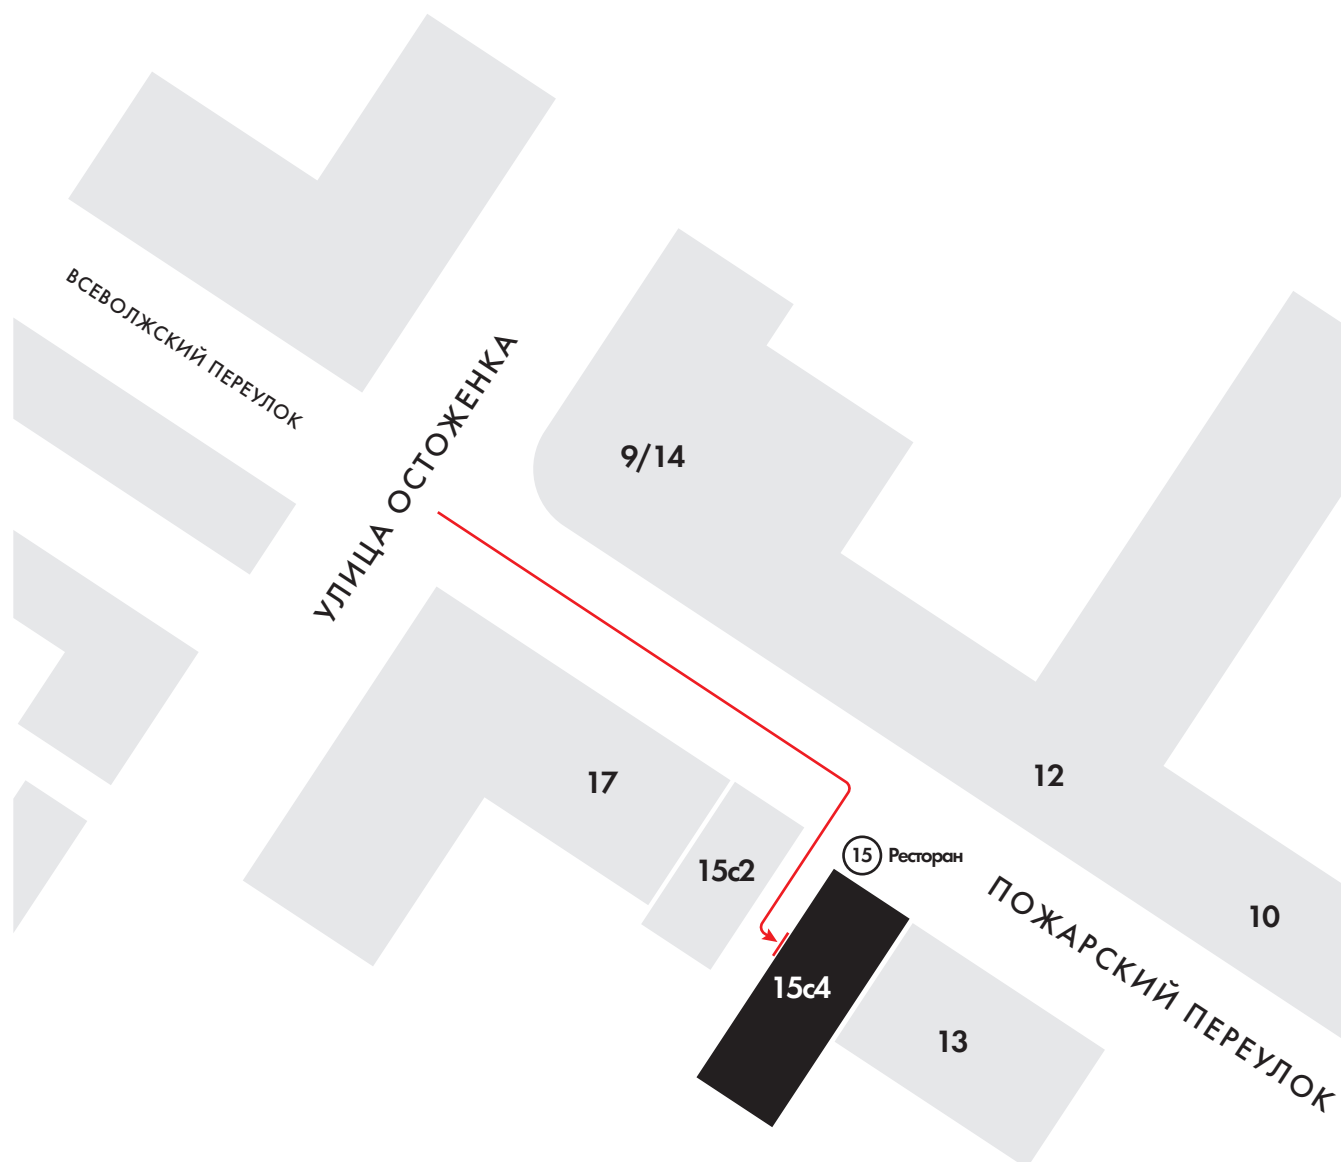 ВСЕВОЛЖСКИЙ ПЕРЕУЛОК
УЛИЦА ОСТОЖЕНКА
9/14
17
12
15с2
15 Ресторан
10
15с4
13
ПОЖАРСКИЙ ПЕРЕУЛОК